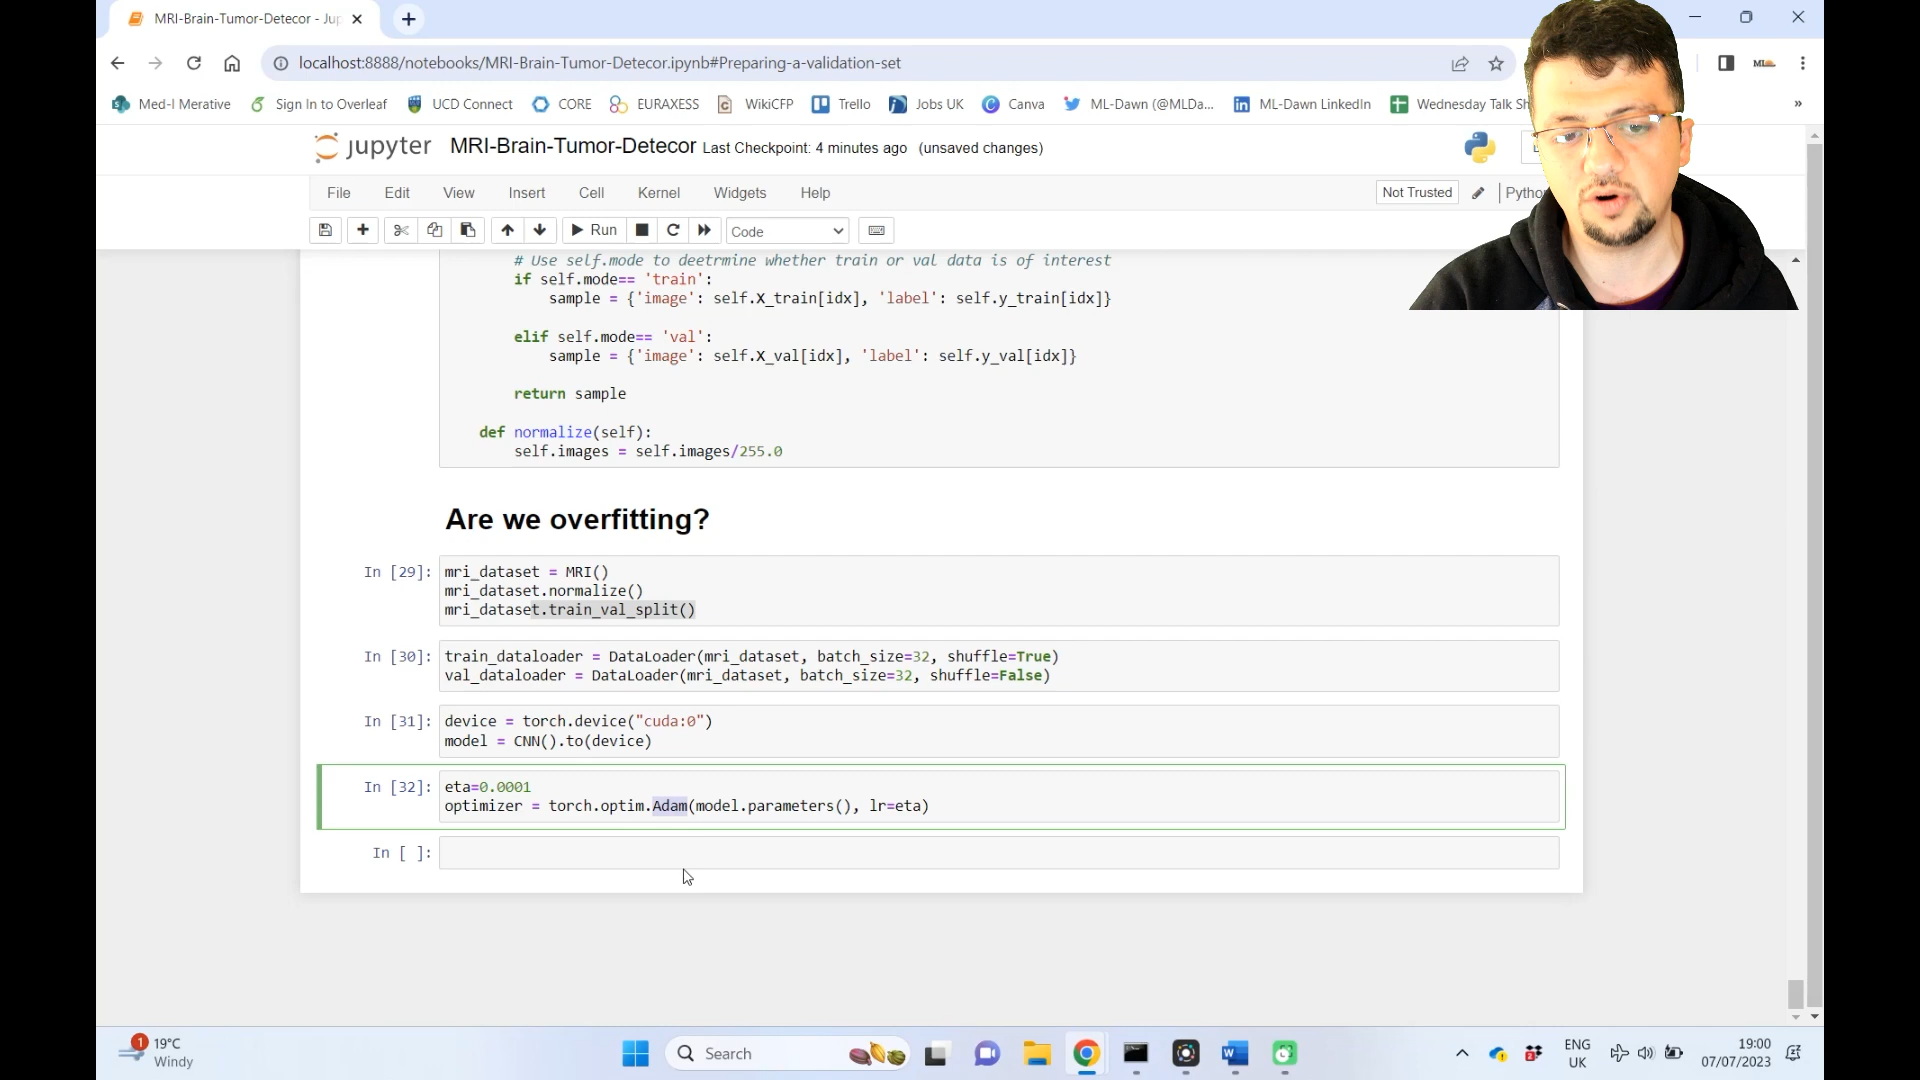 MRI-Brain-Tumor-Detecor - Jup
localhost:8888/notebooks/MRI-Brain-Tumor-Detecor.ipynb#Preparing-a-validation-set
Med-I Merative
Sign In to Overleaf
UCD Connect
CORE
EURAXESS
WikiCFP
Trello
Jobs UK
Canva
ML-Dawn (@MLDa...
ML-Dawn LinkedIn
Wednesday Talk Sh
»
jupyter MRI-Brain-Tumor-Detecor Last Checkpoint: 4 minutes ago (unsaved changes)
File Edit View Insert Cell Kernel Widgets Help
Not Trusted
Python
Run
Code
# Use self.mode to deetrmine whether train or val data is of interest
if self.mode== 'train':
sample = {'image': self.X_train[idx], 'label': self.y_train[idx]}
elif self.mode== 'val':
sample = {'image': self.X_val[idx], 'label': self.y_val[idx]}
return sample
def normalize(self):
self.images = self.images/255.0
Are we overfitting?
In [29]: mri_dataset = MRI()
mri_dataset.normalize()
mri_dataset.train_val_split()
In [30]: train_dataloader = DataLoader(mri_dataset, batch_size=32, shuffle=True)
val_dataloader = DataLoader(mri_dataset, batch_size=32, shuffle=False)
In [31]: device = torch.device("cuda:0")
model = CNN().to(device)
In [32]: eta=0.0001
optimizer = torch.optim.Adam(model.parameters(), lr=eta)
In [ ]:
1
19°C
Windy
Search
ENG
UK
19:00
07/07/2023